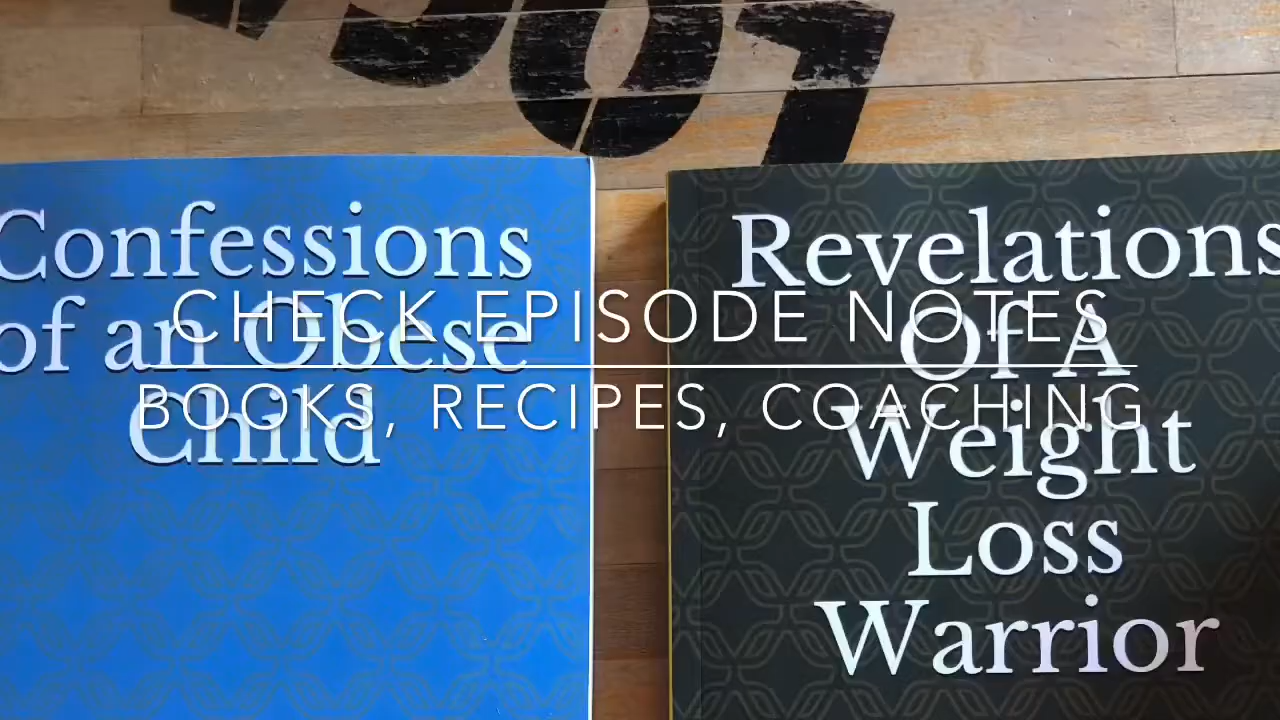 Confessions
of an Obese
Child
Revelations
Of A
Weight
Loss
Warrior
CHECK EPISODE NOTES
BOOKS, RECIPES, COACHING